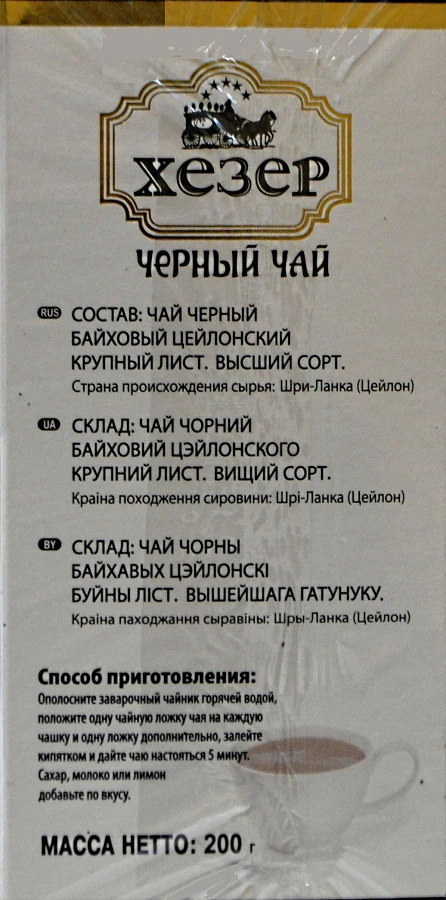 хезер
черный чай
RUS СОСТАВ: ЧАЙ ЧЕРНЫЙ
БАЙХОВЫЙ ЦЕЙЛОНСКИЙ
КРУПНЫЙ ЛИСТ. ВЫСШИЙ СОРТ.
Страна происхождения сырья: Шри-Ланка (Цейлон)
UA СКЛАД: ЧАЙ ЧОРНИЙ
БАЙХОВИЙ ЦЭЙЛОНСКОГО
КРУПНИЙ ЛИСТ. ВИЩИЙ СОРТ.
Країна походження сировини: Шрі-Ланка (Цейлон)
BY СКЛАД: ЧАЙ ЧОРНЫ
БАЙХАВЫХ ЦЭЙЛОНСКІ
БУЙНЫ ЛІСТ. ВЫШЕЙШАГА ГАТУНУКУ.
Краіна паходжання сыравіны: Шры-Ланка (Цейлон)
Способ приготовления:
Ополосните заварочный чайник горячей водой,
положите одну чайную ложку чая на каждую
чашку и одну ложку дополнительно, залейте
кипятком и дайте чаю настояться 5 минут.
Сахар, молоко или лимон
добавьте по вкусу.
МАССА НЕТТО: 200 г